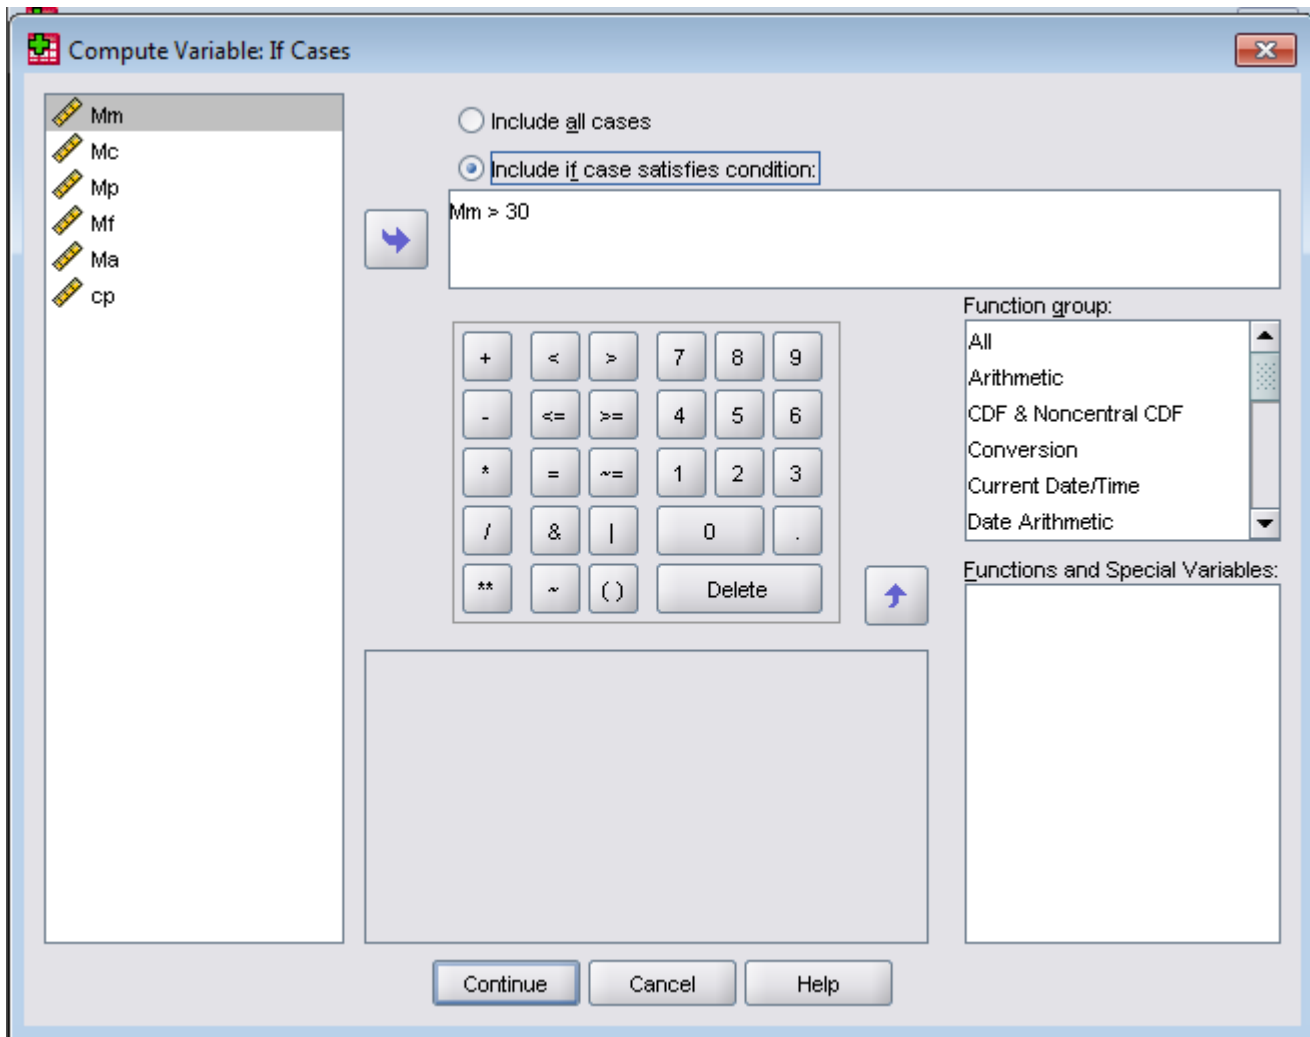 Compute Variable: If Cases
Mm
Mc
Mp
Mf
Ma
cp
Include all cases
Include if case satisfies condition:
Mm > 30
+ < > 7 8 9
- <= >= 4 5 6
* = ~= 1 2 3
/ & | 0 .
** ~ ( ) Delete
Function group:
All
Arithmetic
CDF & Noncentral CDF
Conversion
Current Date/Time
Date Arithmetic
Functions and Special Variables:
Continue Cancel Help